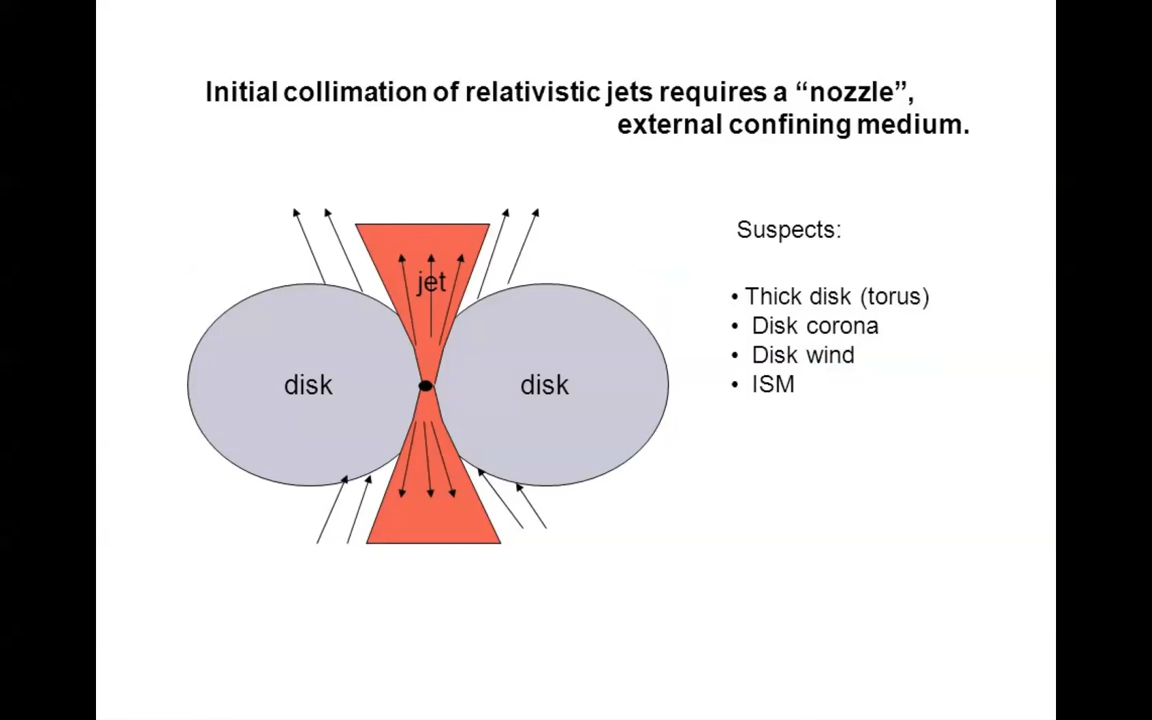 Initial collimation of relativistic jets requires a “nozzle”,
external confining medium.
Suspects:
jet
• Thick disk (torus)
• Disk corona
• Disk wind
• ISM
disk
disk